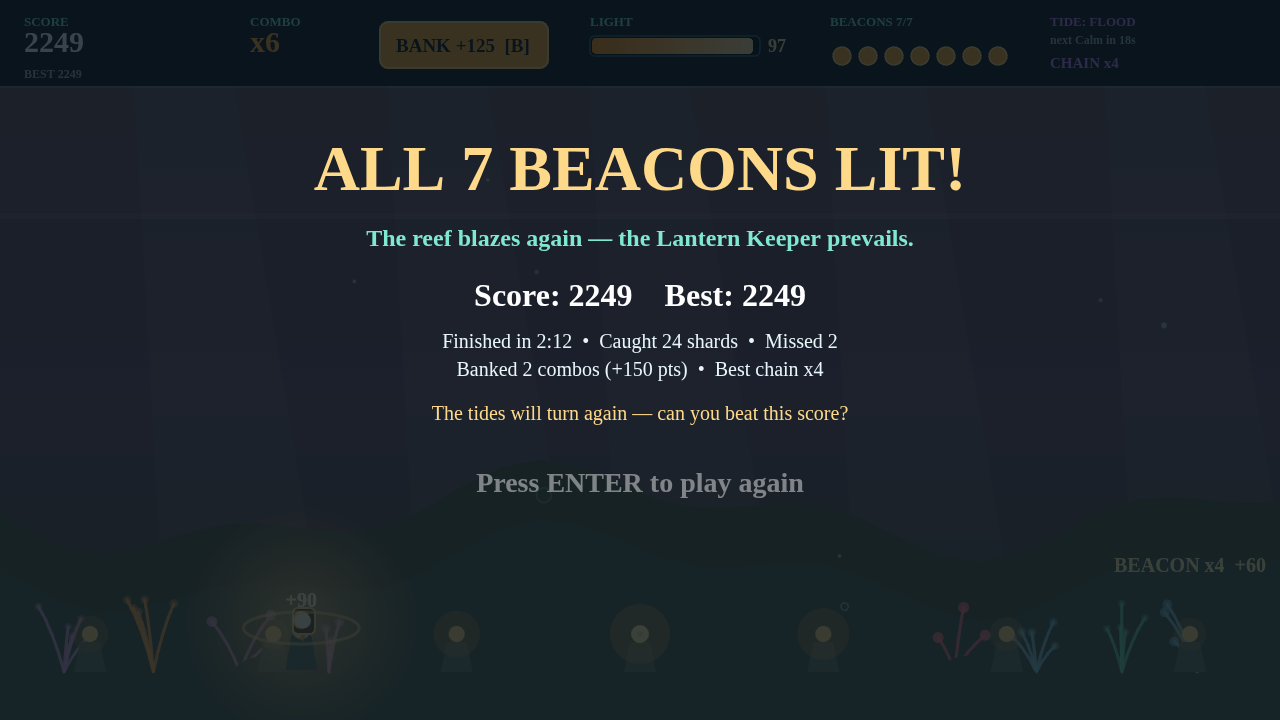 SCORE
2249
BEST 2249
COMBO
x6
BANK +125 [B]
LIGHT
97
BEACONS 7/7
TIDE: FLOOD
next Calm in 18s
CHAIN x4
ALL 7 BEACONS LIT!
The reef blazes again — the Lantern Keeper prevails.
Score: 2249 Best: 2249
Finished in 2:12 • Caught 24 shards • Missed 2
Banked 2 combos (+150 pts) • Best chain x4
The tides will turn again — can you beat this score?
Press ENTER to play again
BEACON x4 +60
+90